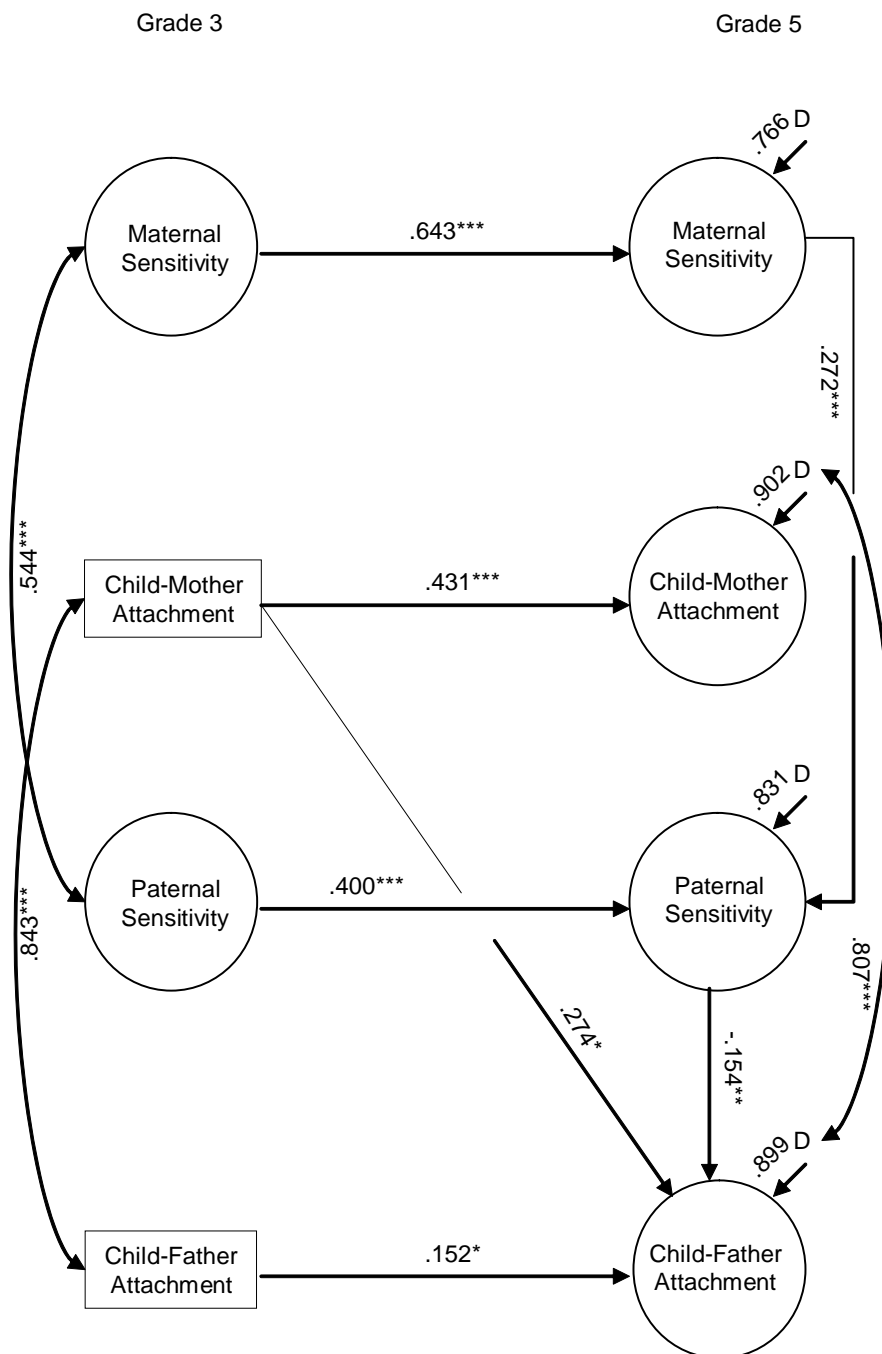 Grade 3
Grade 5
.766 D
Maternal
Sensitivity
.643***
Maternal
Sensitivity
.272***
.902 D
.544***
Child-Mother
Attachment
.431***
Child-Mother
Attachment
.831 D
Paternal
Sensitivity
.400***
Paternal
Sensitivity
.843***
.807***
.274*
-.154**
.899 D
Child-Father
Attachment
.152*
Child-Father
Attachment